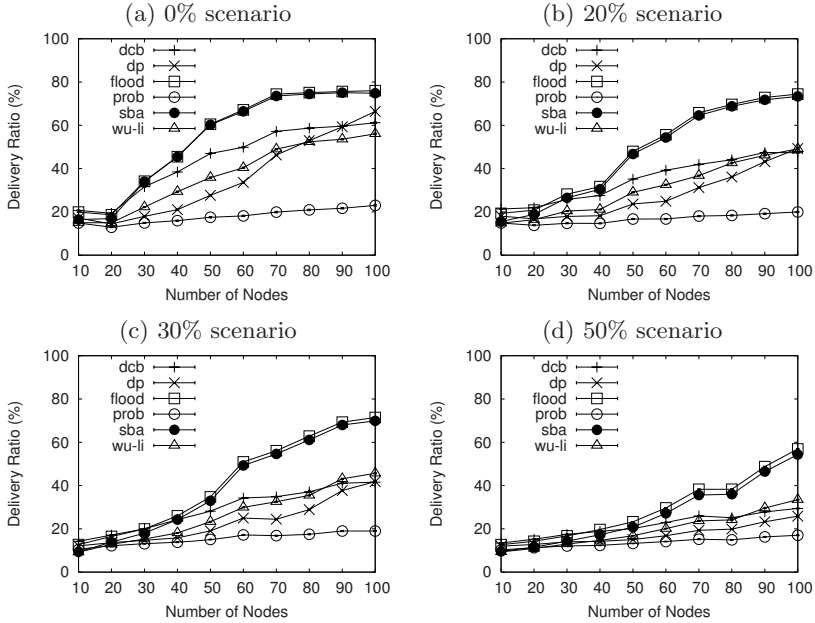 (a) 0% scenario
Delivery Ratio (%)
100
80
60
40
20
0
dcb
dp
flood
prob
sba
wu-li
10 20 30 40 50 60 70 80 90 100
Number of Nodes
(b) 20% scenario
Delivery Ratio (%)
100
80
60
40
20
0
dcb
dp
flood
prob
sba
wu-li
10 20 30 40 50 60 70 80 90 100
Number of Nodes
(c) 30% scenario
Delivery Ratio (%)
100
80
60
40
20
0
dcb
dp
flood
prob
sba
wu-li
10 20 30 40 50 60 70 80 90 100
Number of Nodes
(d) 50% scenario
Delivery Ratio (%)
100
80
60
40
20
0
dcb
dp
flood
prob
sba
wu-li
10 20 30 40 50 60 70 80 90 100
Number of Nodes